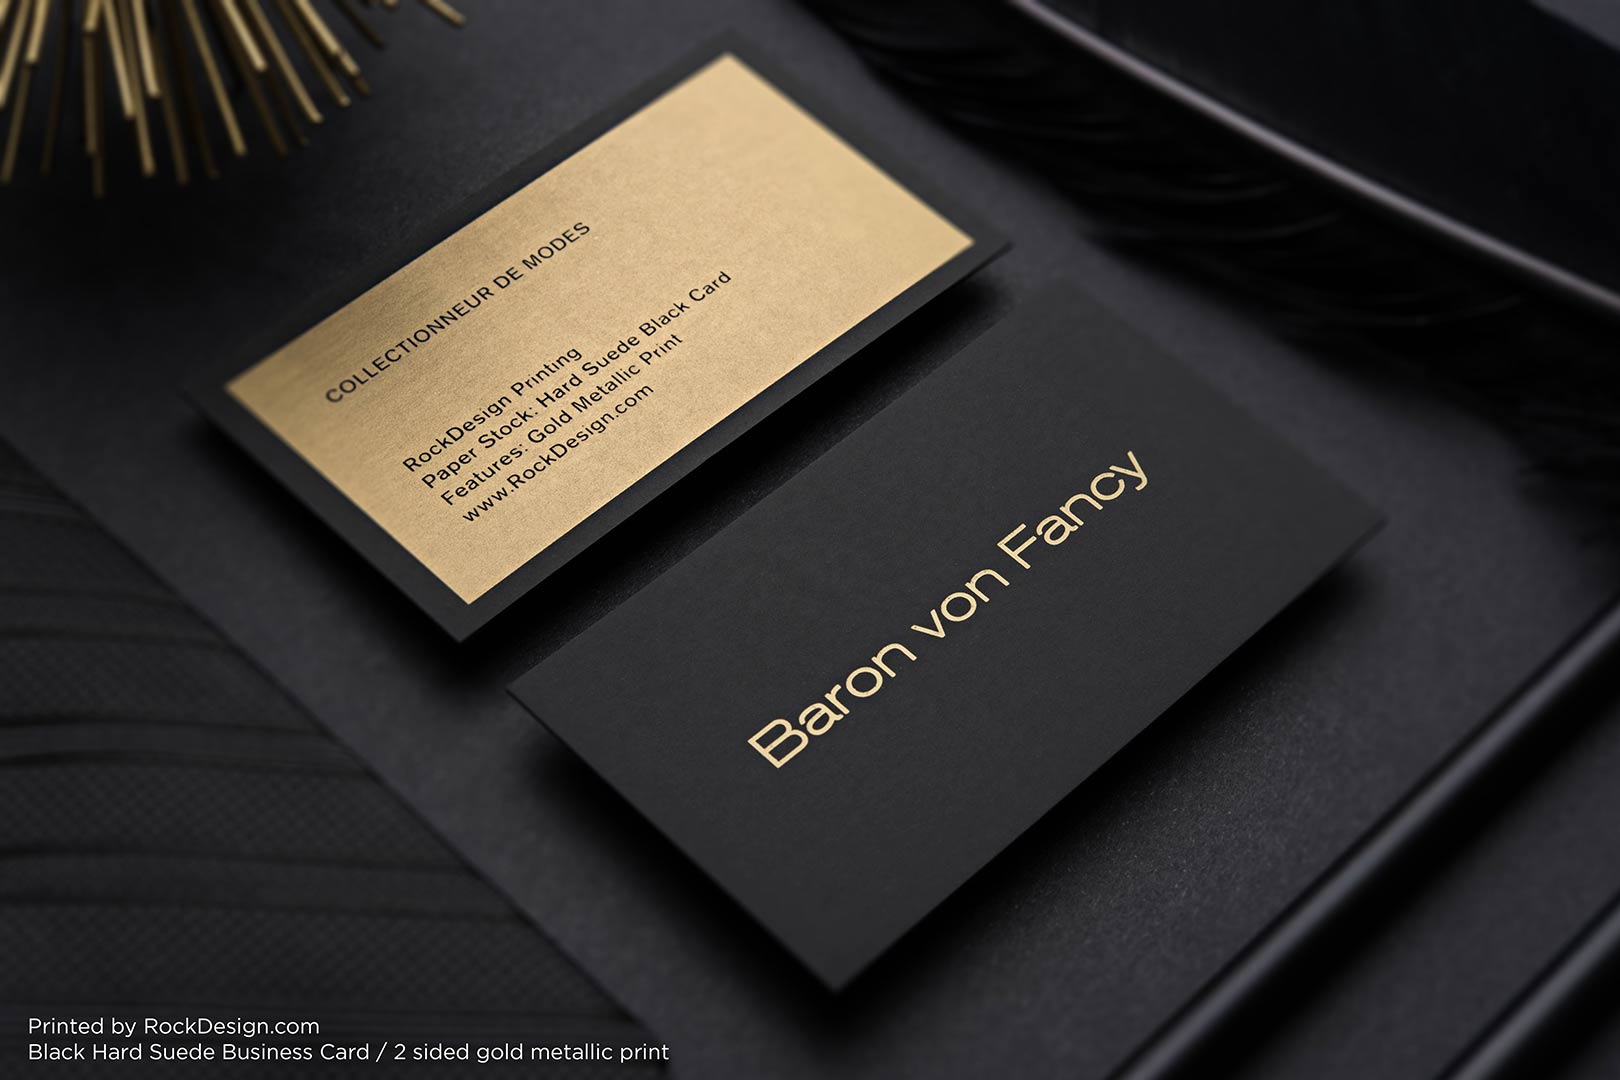 COLLECTIONNEUR DE MODES
RockDesign Printing
Paper Stock: Hard Suede Black Card
Features: Gold Metallic Print
www.RockDesign.com
Baron von Fancy
Printed by RockDesign.com
Black Hard Suede Business Card / 2 sided gold metallic print